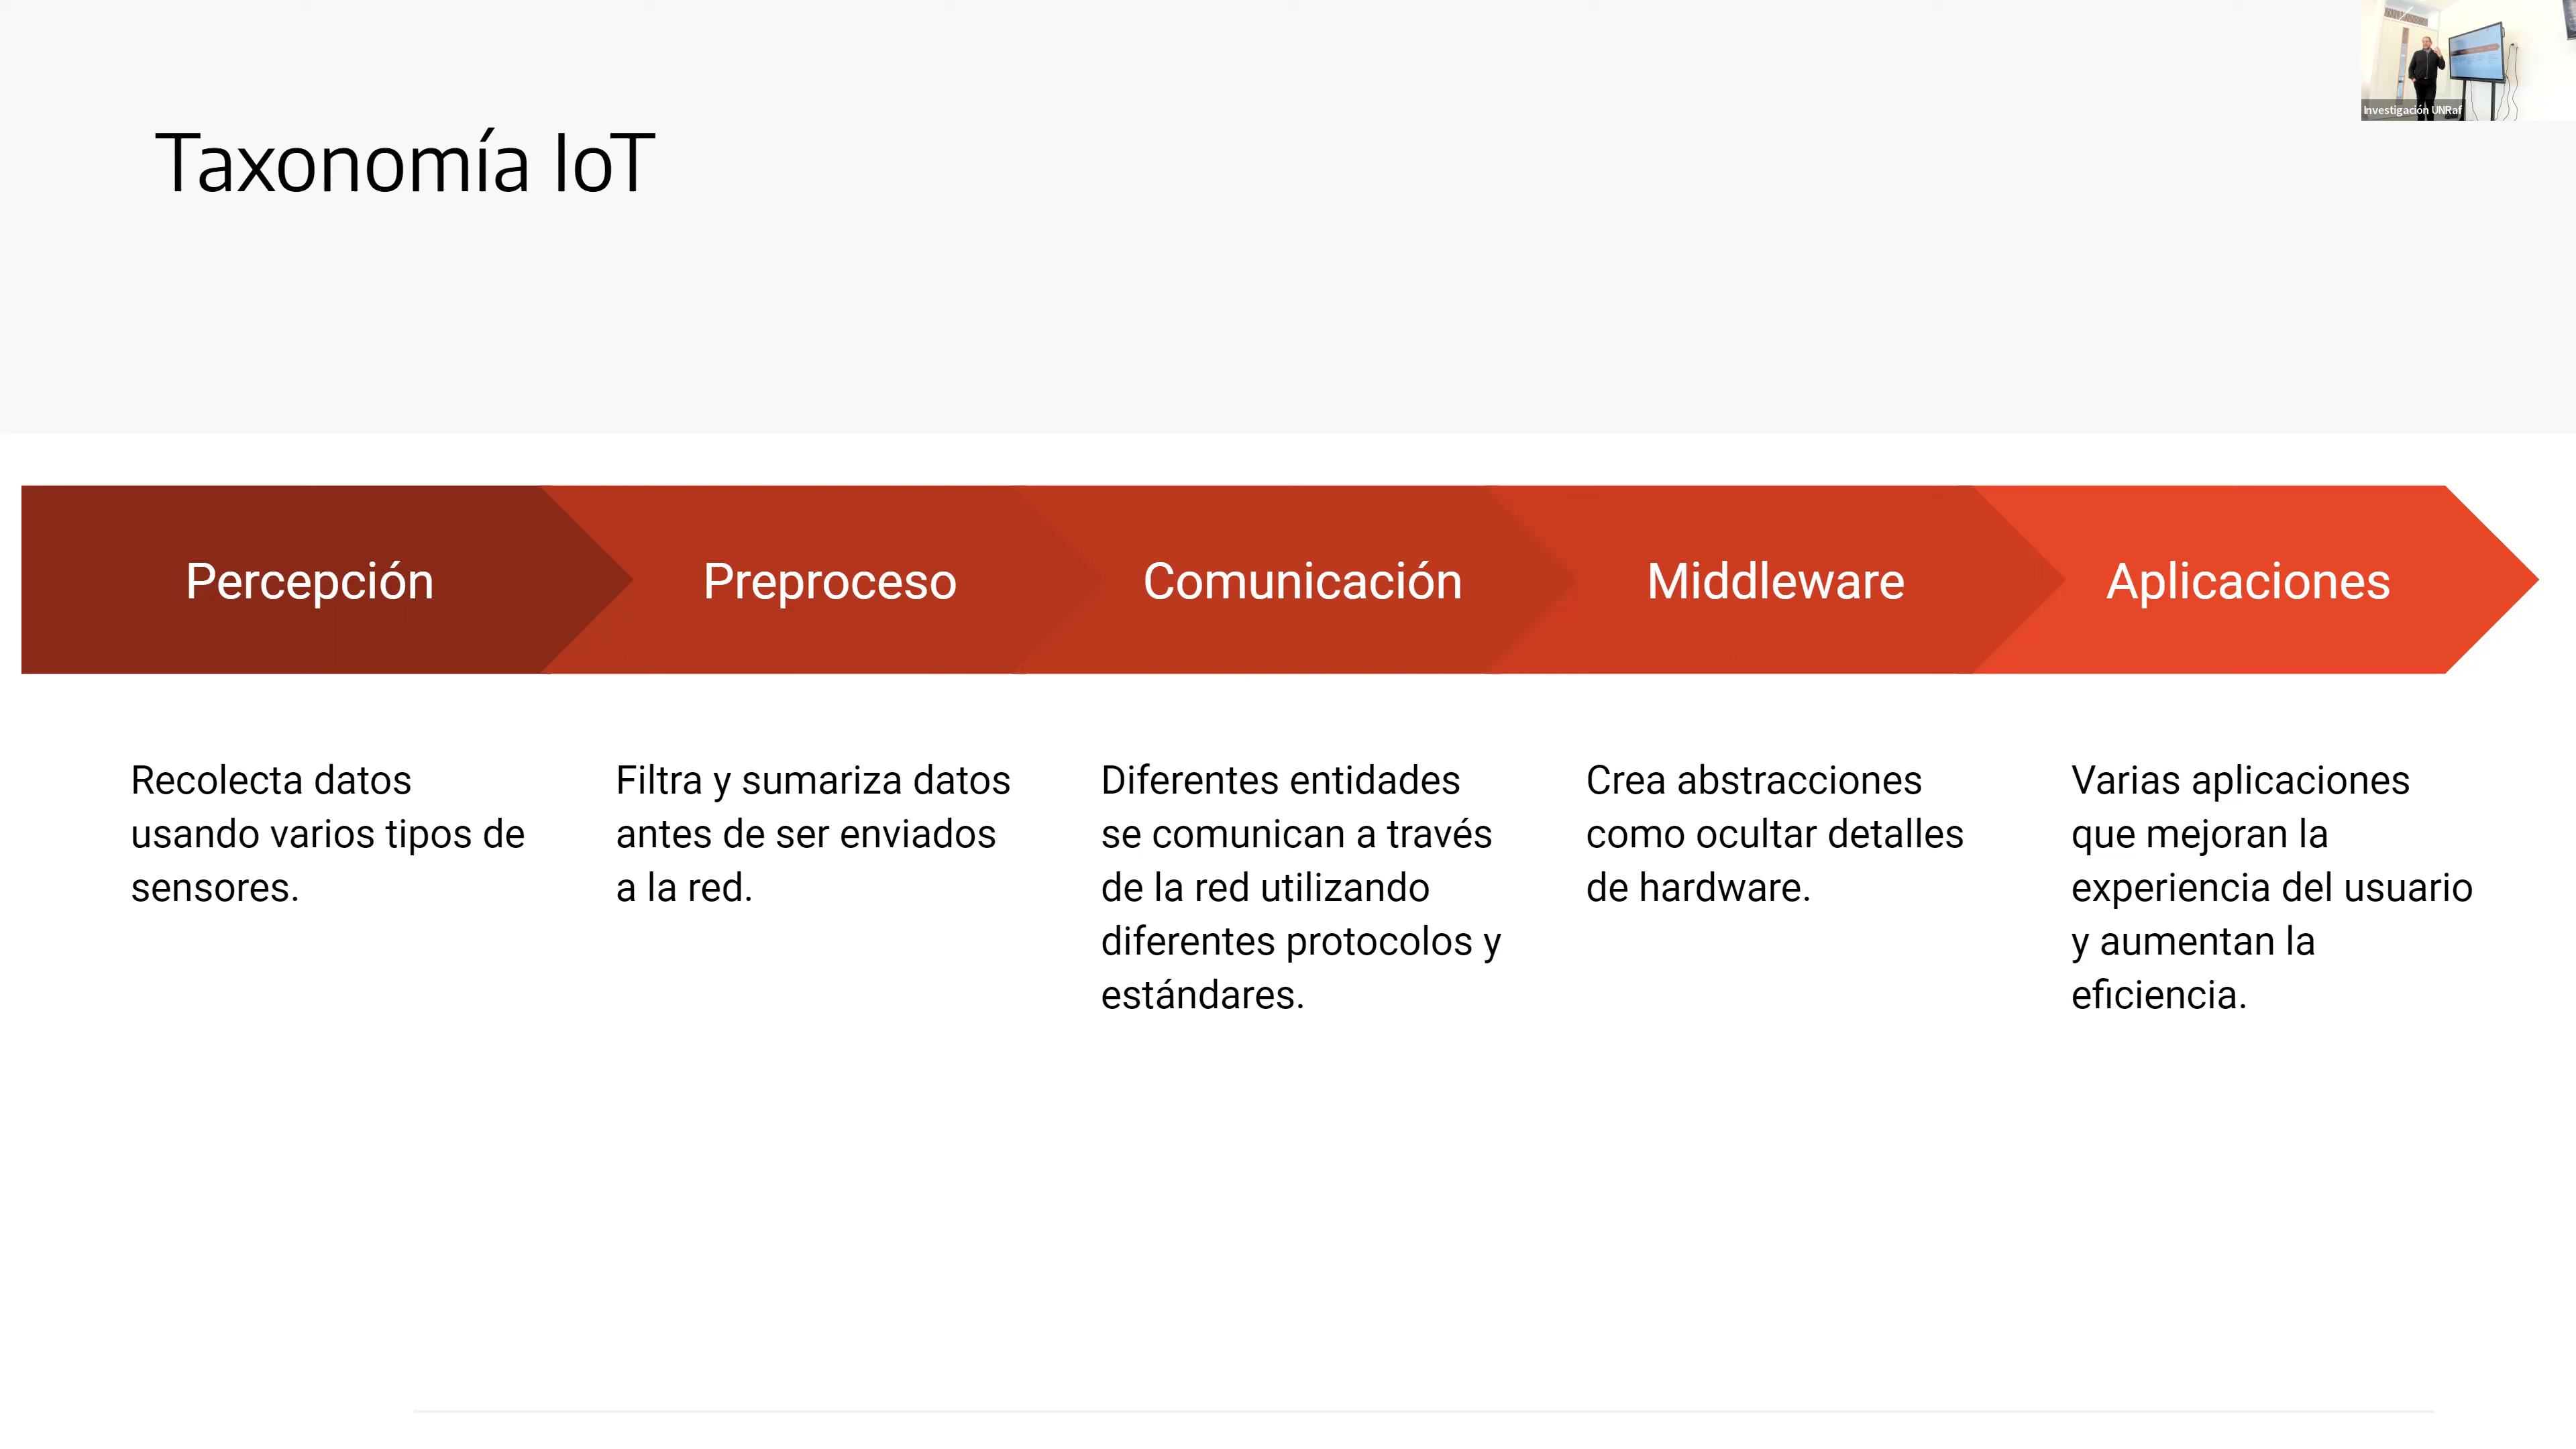 Investigación UNRaf
Taxonomía IoT
Percepción
Preproceso
Comunicación
Middleware
Aplicaciones
Recolecta datos
usando varios tipos de
sensores.
Filtra y sumariza datos
antes de ser enviados
a la red.
Diferentes entidades
se comunican a través
de la red utilizando
diferentes protocolos y
estándares.
Crea abstracciones
como ocultar detalles
de hardware.
Varias aplicaciones
que mejoran la
experiencia del usuario
y aumentan la
eficiencia.